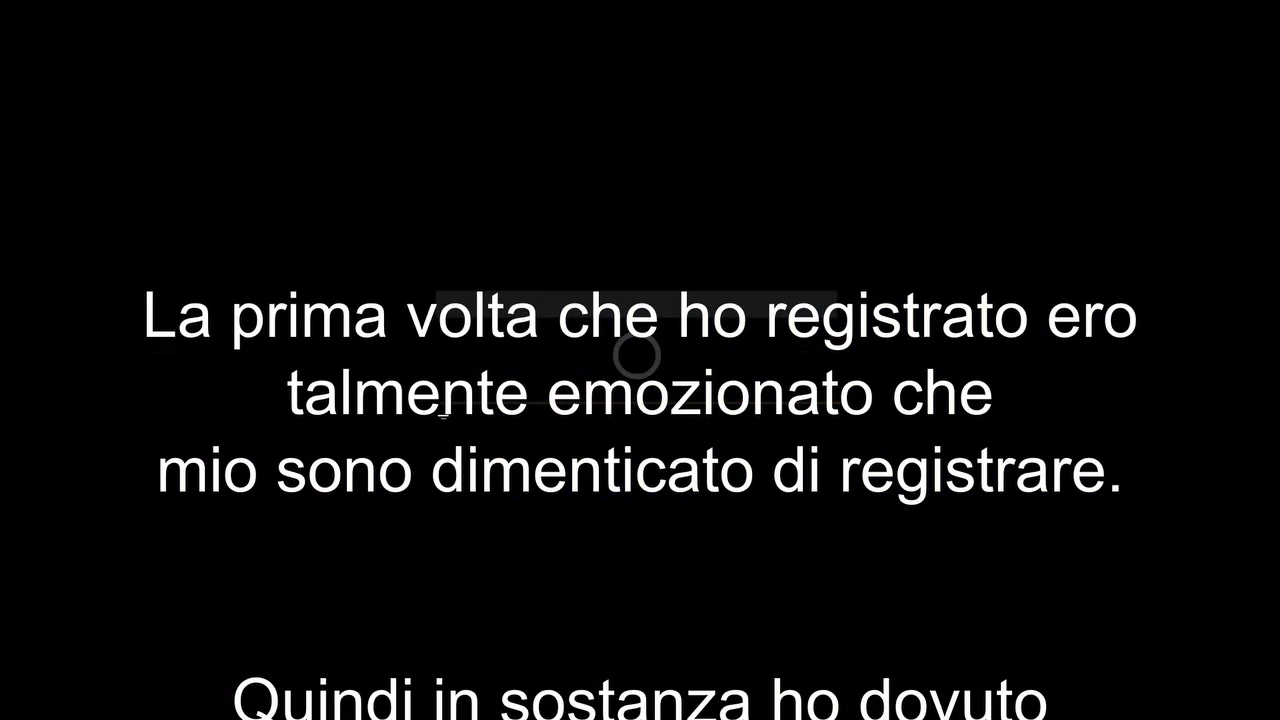 La prima volta che ho registrato ero
talmente emozionato che
mio sono dimenticato di registrare.
Quindi in sostanza ho dovuto